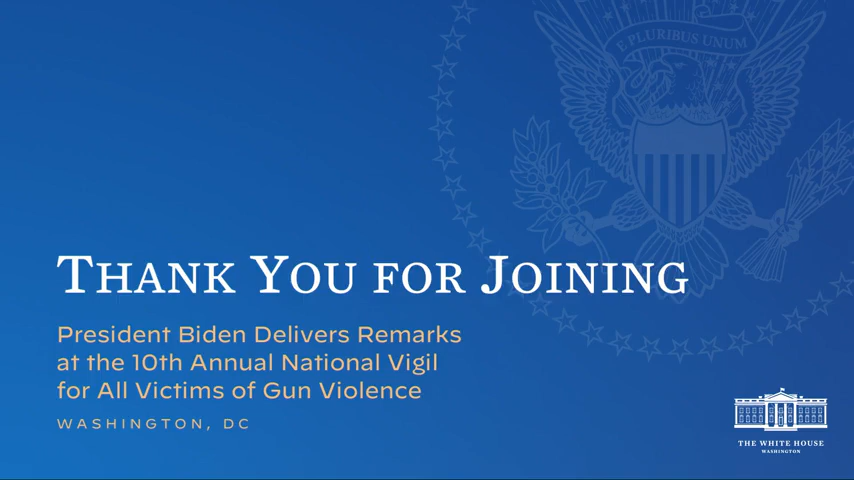 E PLURIBUS UNUM
THANK YOU FOR JOINING
President Biden Delivers Remarks
at the 10th Annual National Vigil
for All Victims of Gun Violence
WASHINGTON, DC
THE WHITE HOUSE
WASHINGTON